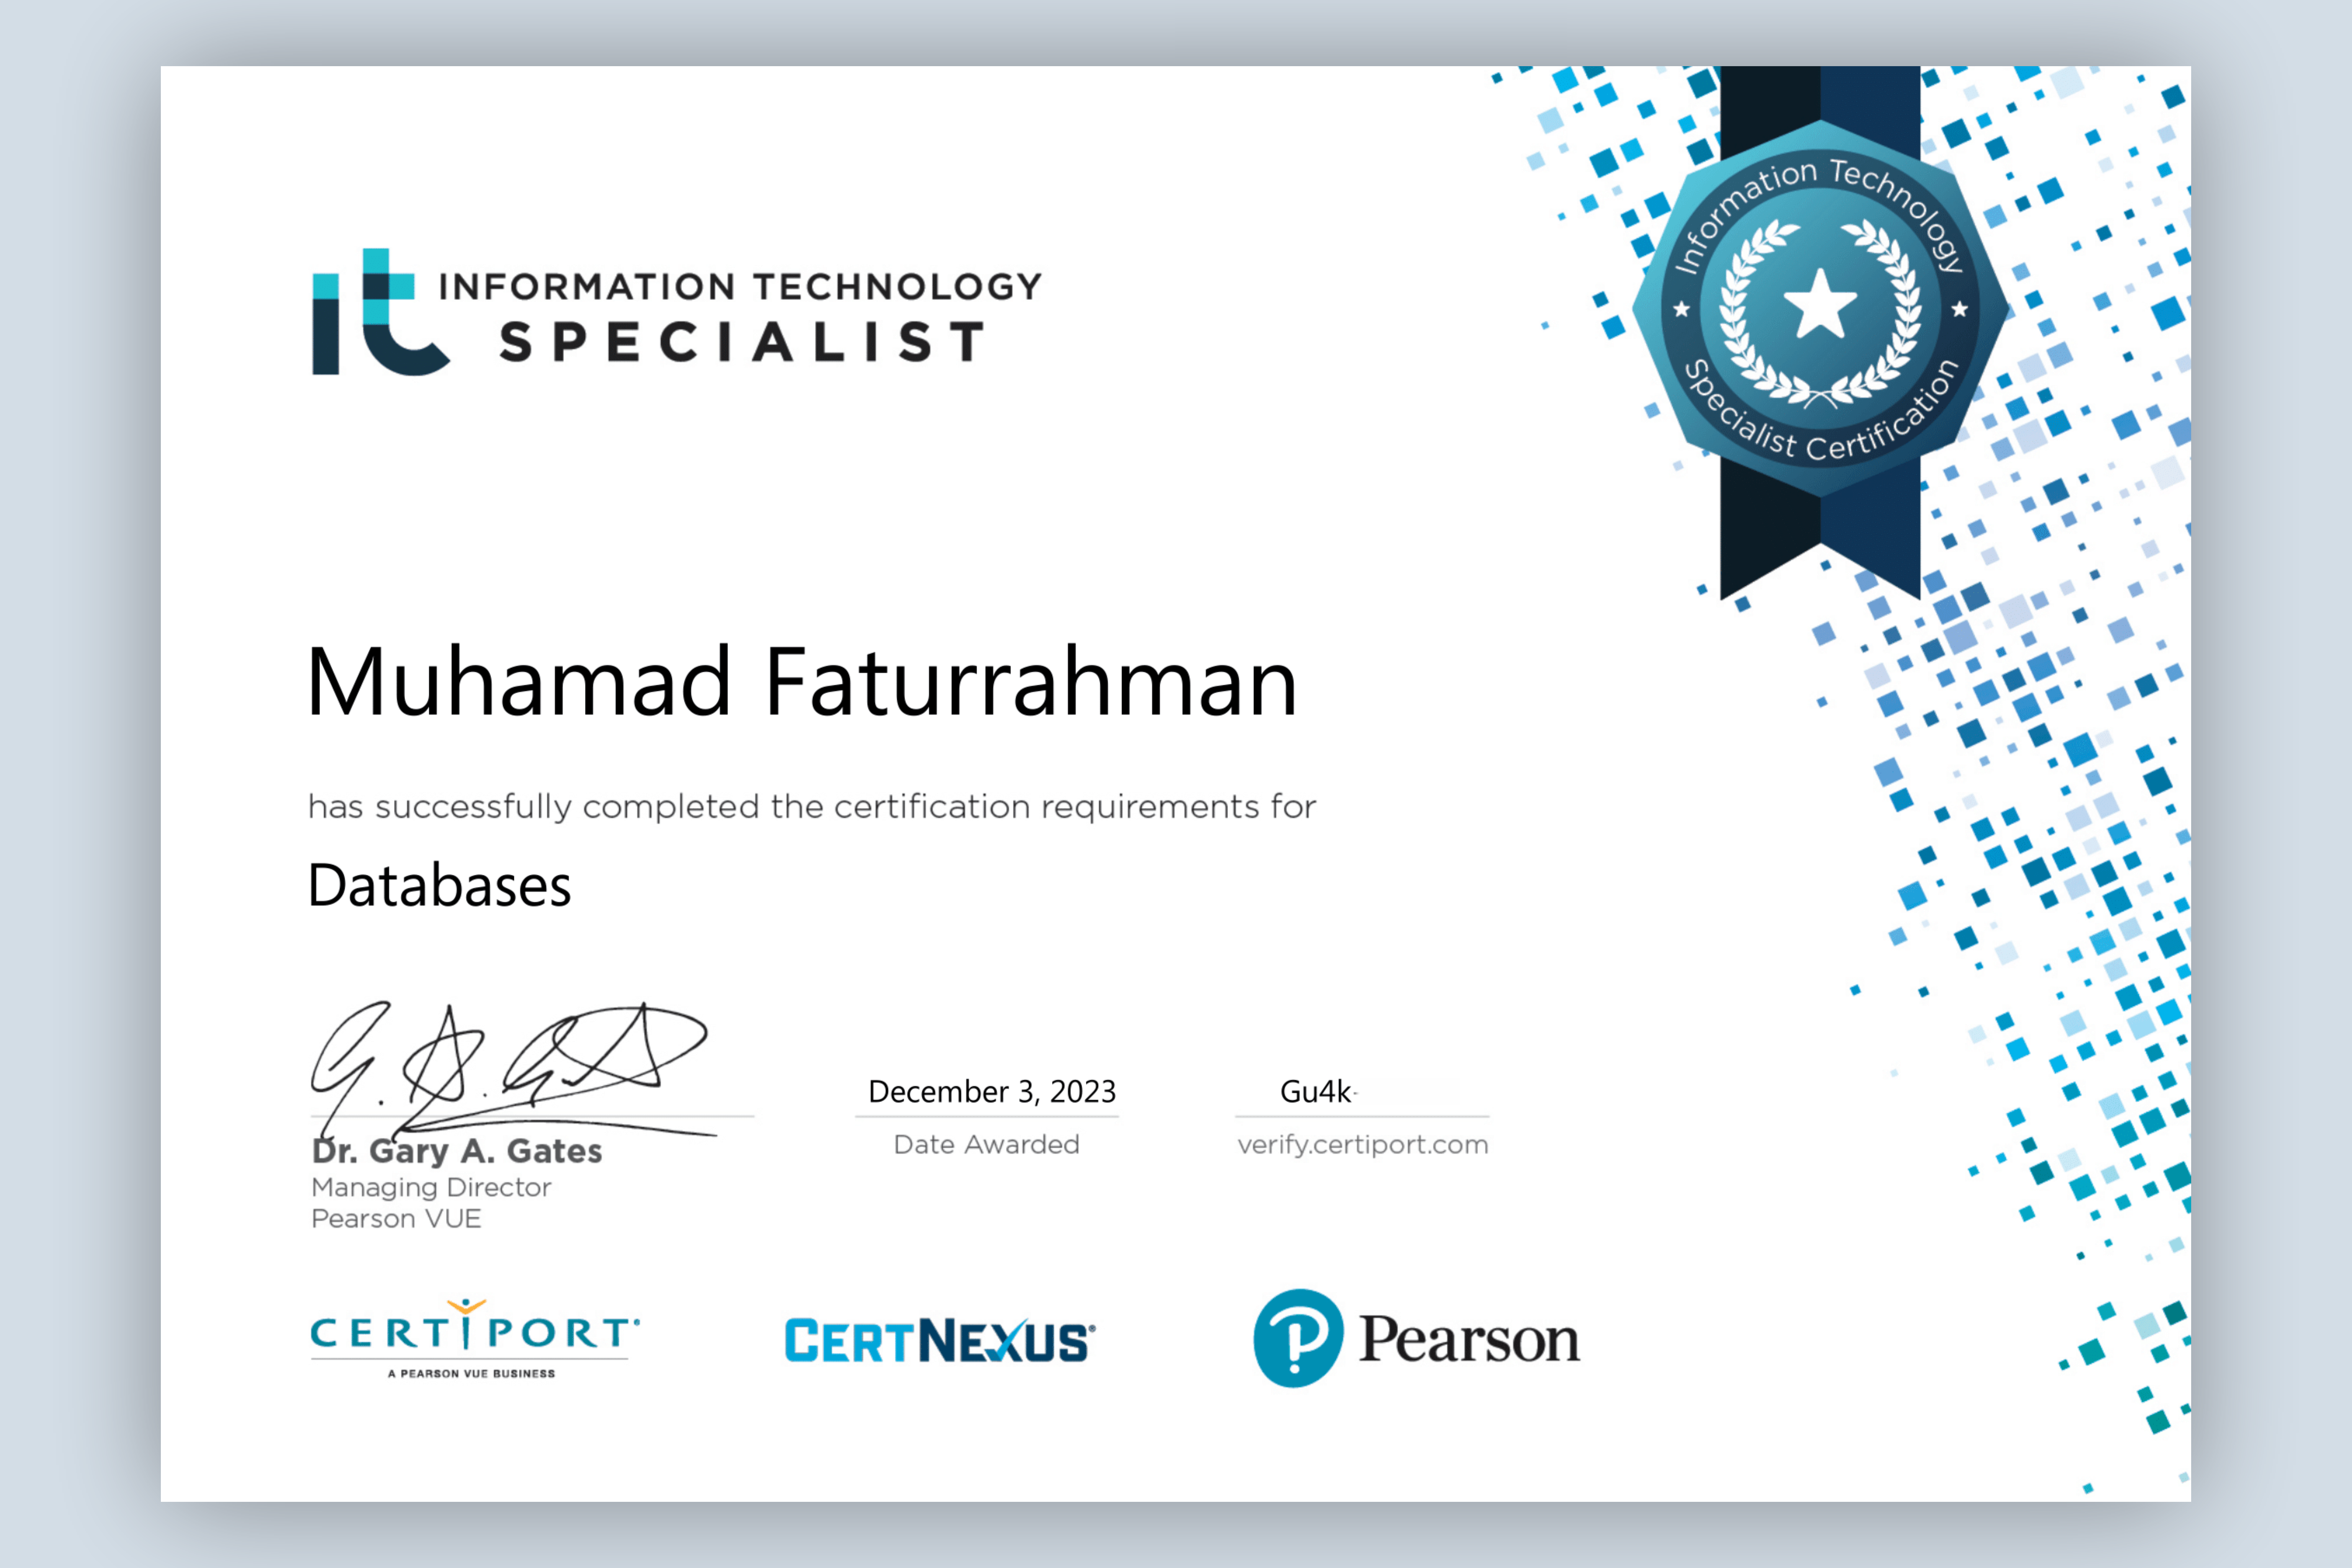 it INFORMATION TECHNOLOGY
SPECIALIST
Information Technology
Specialist Certification
Muhamad Faturrahman
has successfully completed the certification requirements for
Databases
December 3, 2023
Gu4k-
Dr. Gary A. Gates
Managing Director
Pearson VUE
Date Awarded
verify.certiport.com
CERTIPORT®
A PEARSON VUE BUSINESS
CERTNEXUS®
Pearson